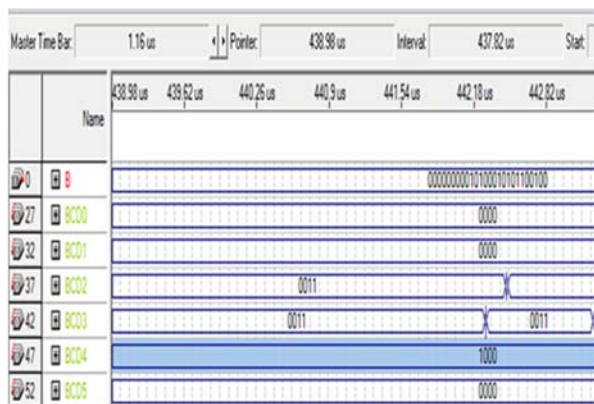 Master Time Bar: 1.16 us Pointer: 438.98 us Interval: 437.82 us Start:
Name
438.98 us 439.62 us 440.26 us 440.9 us 441.54 us 442.18 us 442.82 us
0 B 00000000010100010101100100
27 BCD0 0000
32 BCD1 0000
37 BCD2 0011
42 BCD3 0011 0011
47 BCD4 1000
52 BCD5 0000